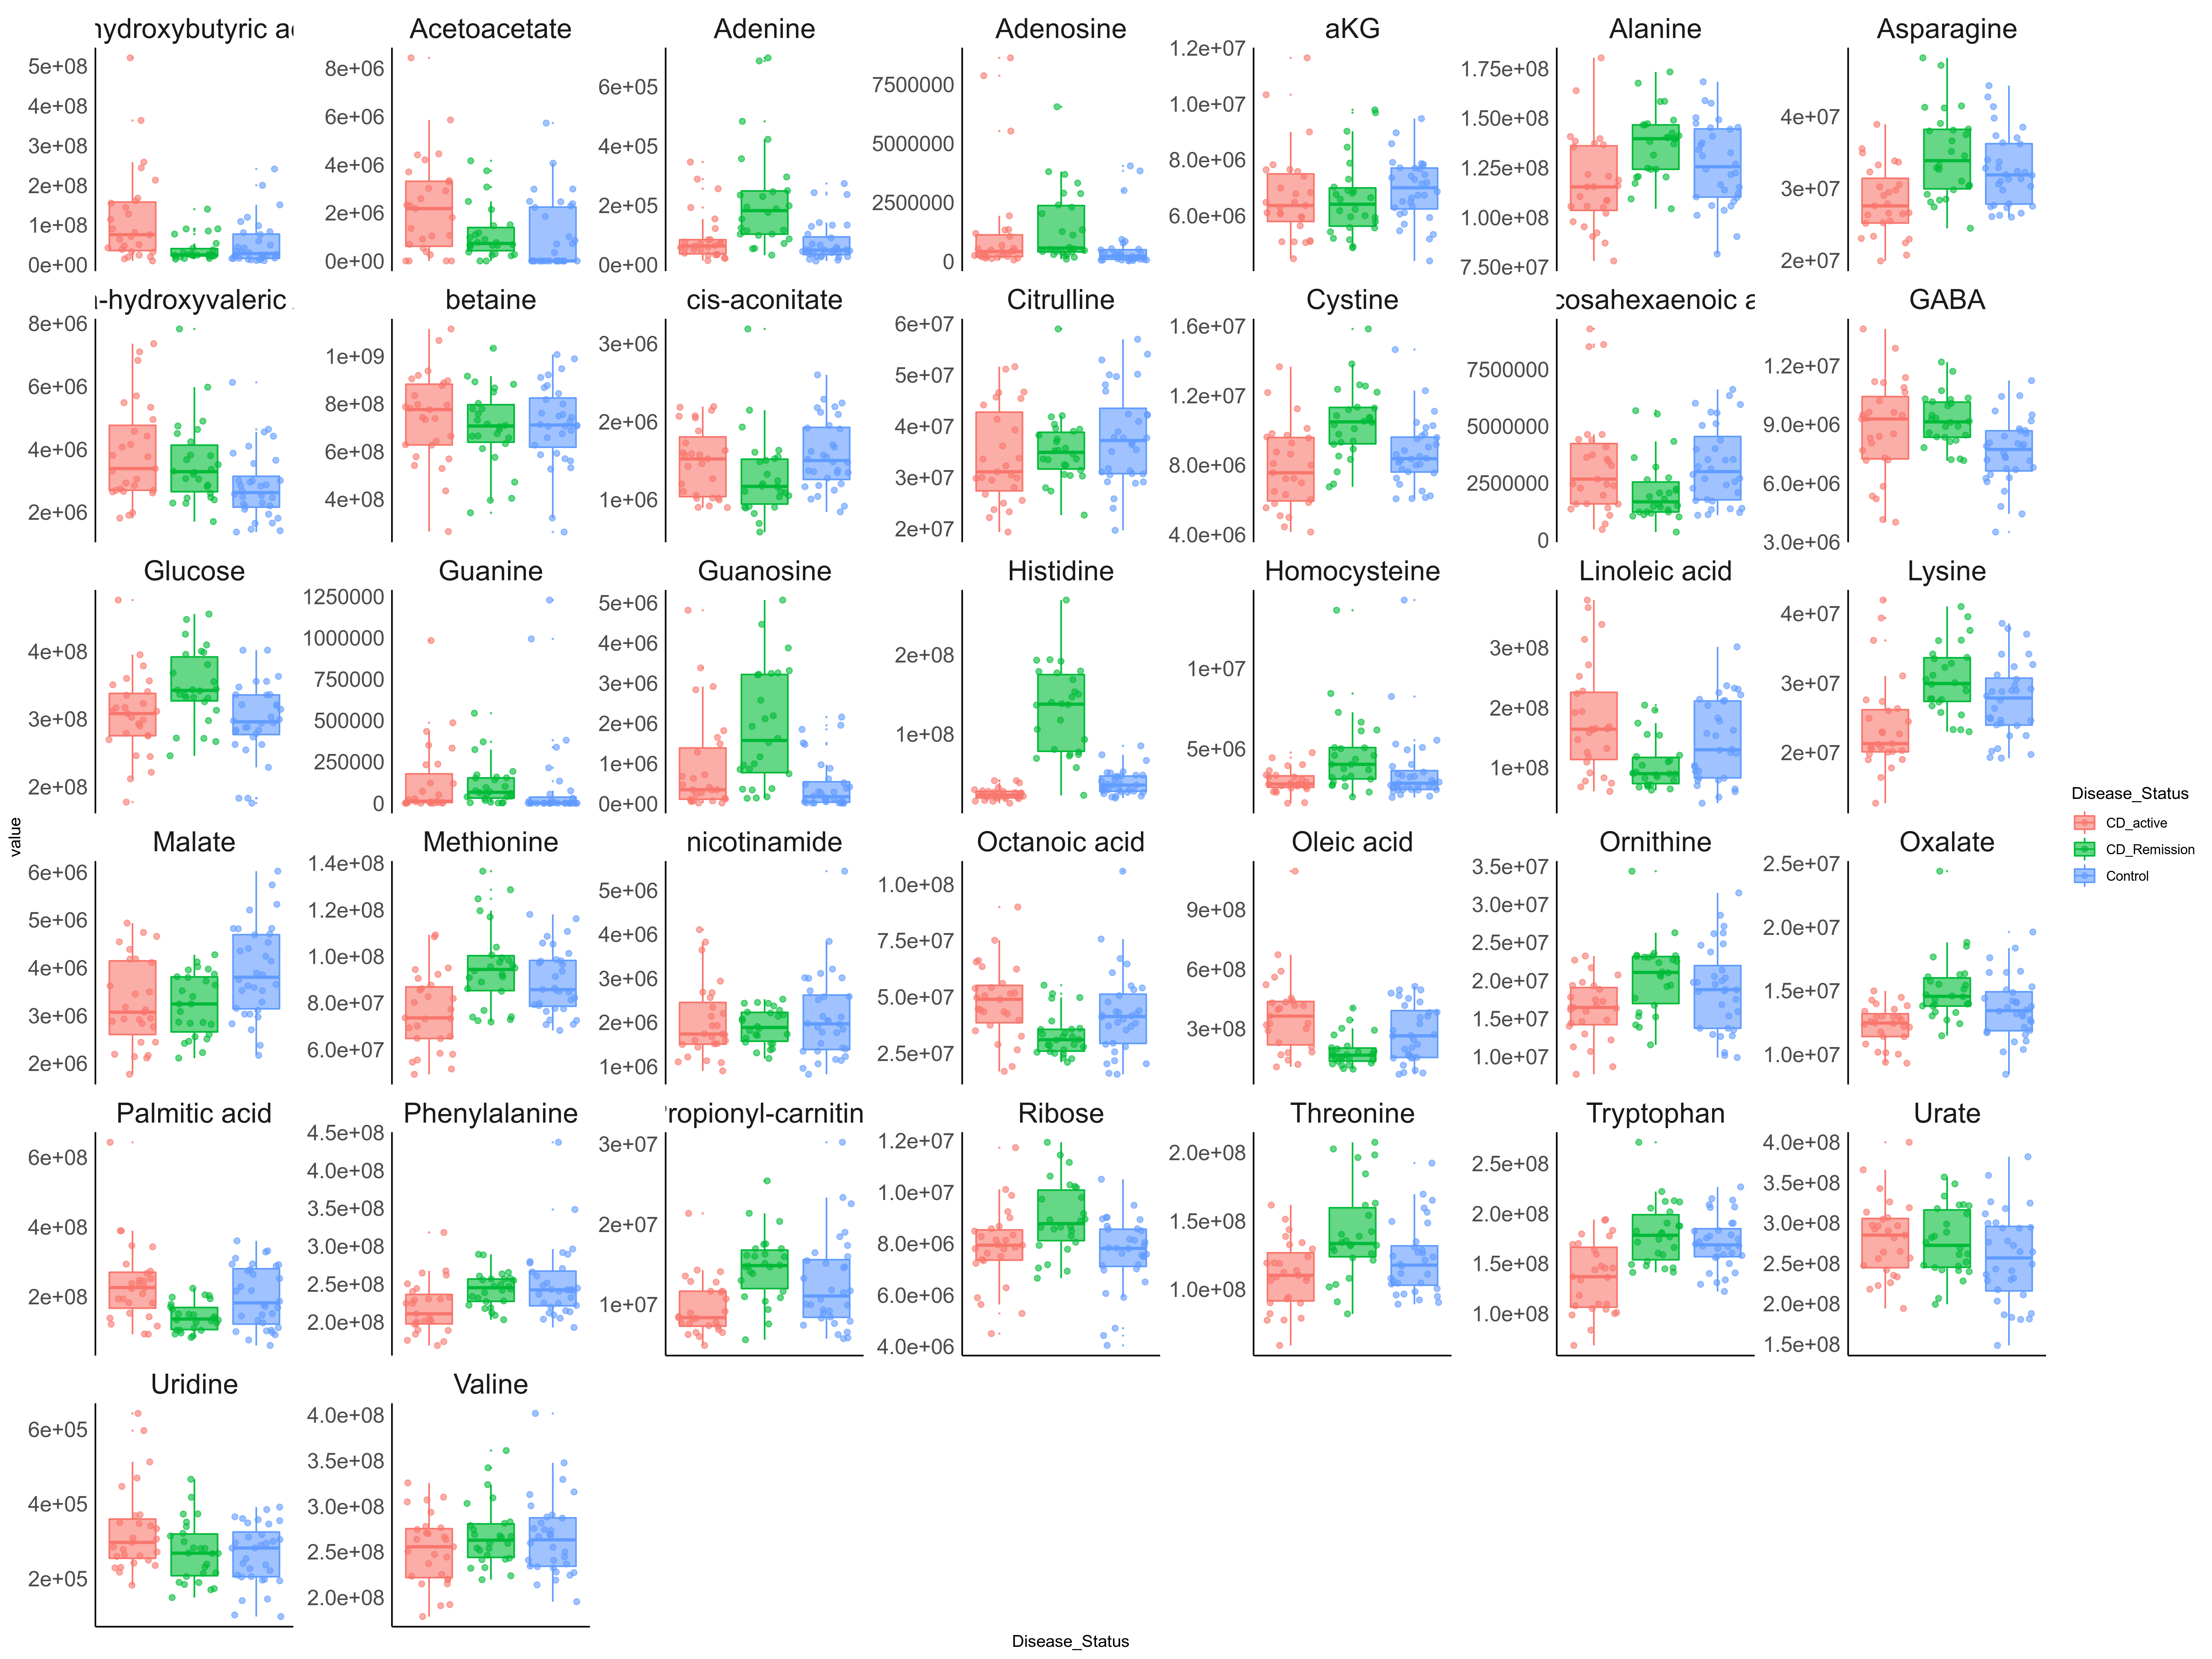 hydroxybutyric a
Acetoacetate
Adenine
Adenosine
aKG
Alanine
Asparagine
5e+08
4e+08
3e+08
2e+08
1e+08
0e+00
8e+06
6e+06
4e+06
2e+06
0e+00
6e+05
4e+05
2e+05
0e+00
7500000
5000000
2500000
0
1.2e+07
1.0e+07
8.0e+06
6.0e+06
1.75e+08
1.50e+08
1.25e+08
1.00e+08
7.50e+07
4e+07
3e+07
2e+07
-hydroxyvaleric
betaine
cis-aconitate
Citrulline
Cystine
cosahexaenoic a
GABA
8e+06
6e+06
4e+06
2e+06
1e+09
8e+08
6e+08
4e+08
3e+06
2e+06
1e+06
6e+07
5e+07
4e+07
3e+07
2e+07
1.6e+07
1.2e+07
8.0e+06
4.0e+06
7500000
5000000
2500000
0
1.2e+07
9.0e+06
6.0e+06
3.0e+06
Glucose
Guanine
Guanosine
Histidine
Homocysteine
Linoleic acid
Lysine
4e+08
3e+08
2e+08
1250000
1000000
750000
500000
250000
0
5e+06
4e+06
3e+06
2e+06
1e+06
0e+00
2e+08
1e+08
1e+07
5e+06
3e+08
2e+08
1e+08
4e+07
3e+07
2e+07
Malate
Methionine
nicotinamide
Octanoic acid
Oleic acid
Ornithine
Oxalate
6e+06
5e+06
4e+06
3e+06
2e+06
1.4e+08
1.2e+08
1.0e+08
8.0e+07
6.0e+07
5e+06
4e+06
3e+06
2e+06
1e+06
1.0e+08
7.5e+07
5.0e+07
2.5e+07
9e+08
6e+08
3e+08
3.5e+07
3.0e+07
2.5e+07
2.0e+07
1.5e+07
1.0e+07
2.5e+07
2.0e+07
1.5e+07
1.0e+07
Palmitic acid
Phenylalanine
ropionyl-carnitin
Ribose
Threonine
Tryptophan
Urate
6e+08
4e+08
2e+08
4.5e+08
4.0e+08
3.5e+08
3.0e+08
2.5e+08
2.0e+08
3e+07
2e+07
1e+07
1.2e+07
1.0e+07
8.0e+06
6.0e+06
4.0e+06
2.0e+08
1.5e+08
1.0e+08
2.5e+08
2.0e+08
1.5e+08
1.0e+08
4.0e+08
3.5e+08
3.0e+08
2.5e+08
2.0e+08
1.5e+08
Uridine
Valine
6e+05
4e+05
2e+05
4.0e+08
3.5e+08
3.0e+08
2.5e+08
2.0e+08
value
Disease_Status
Disease_Status
CD_active
CD_Remission
Control